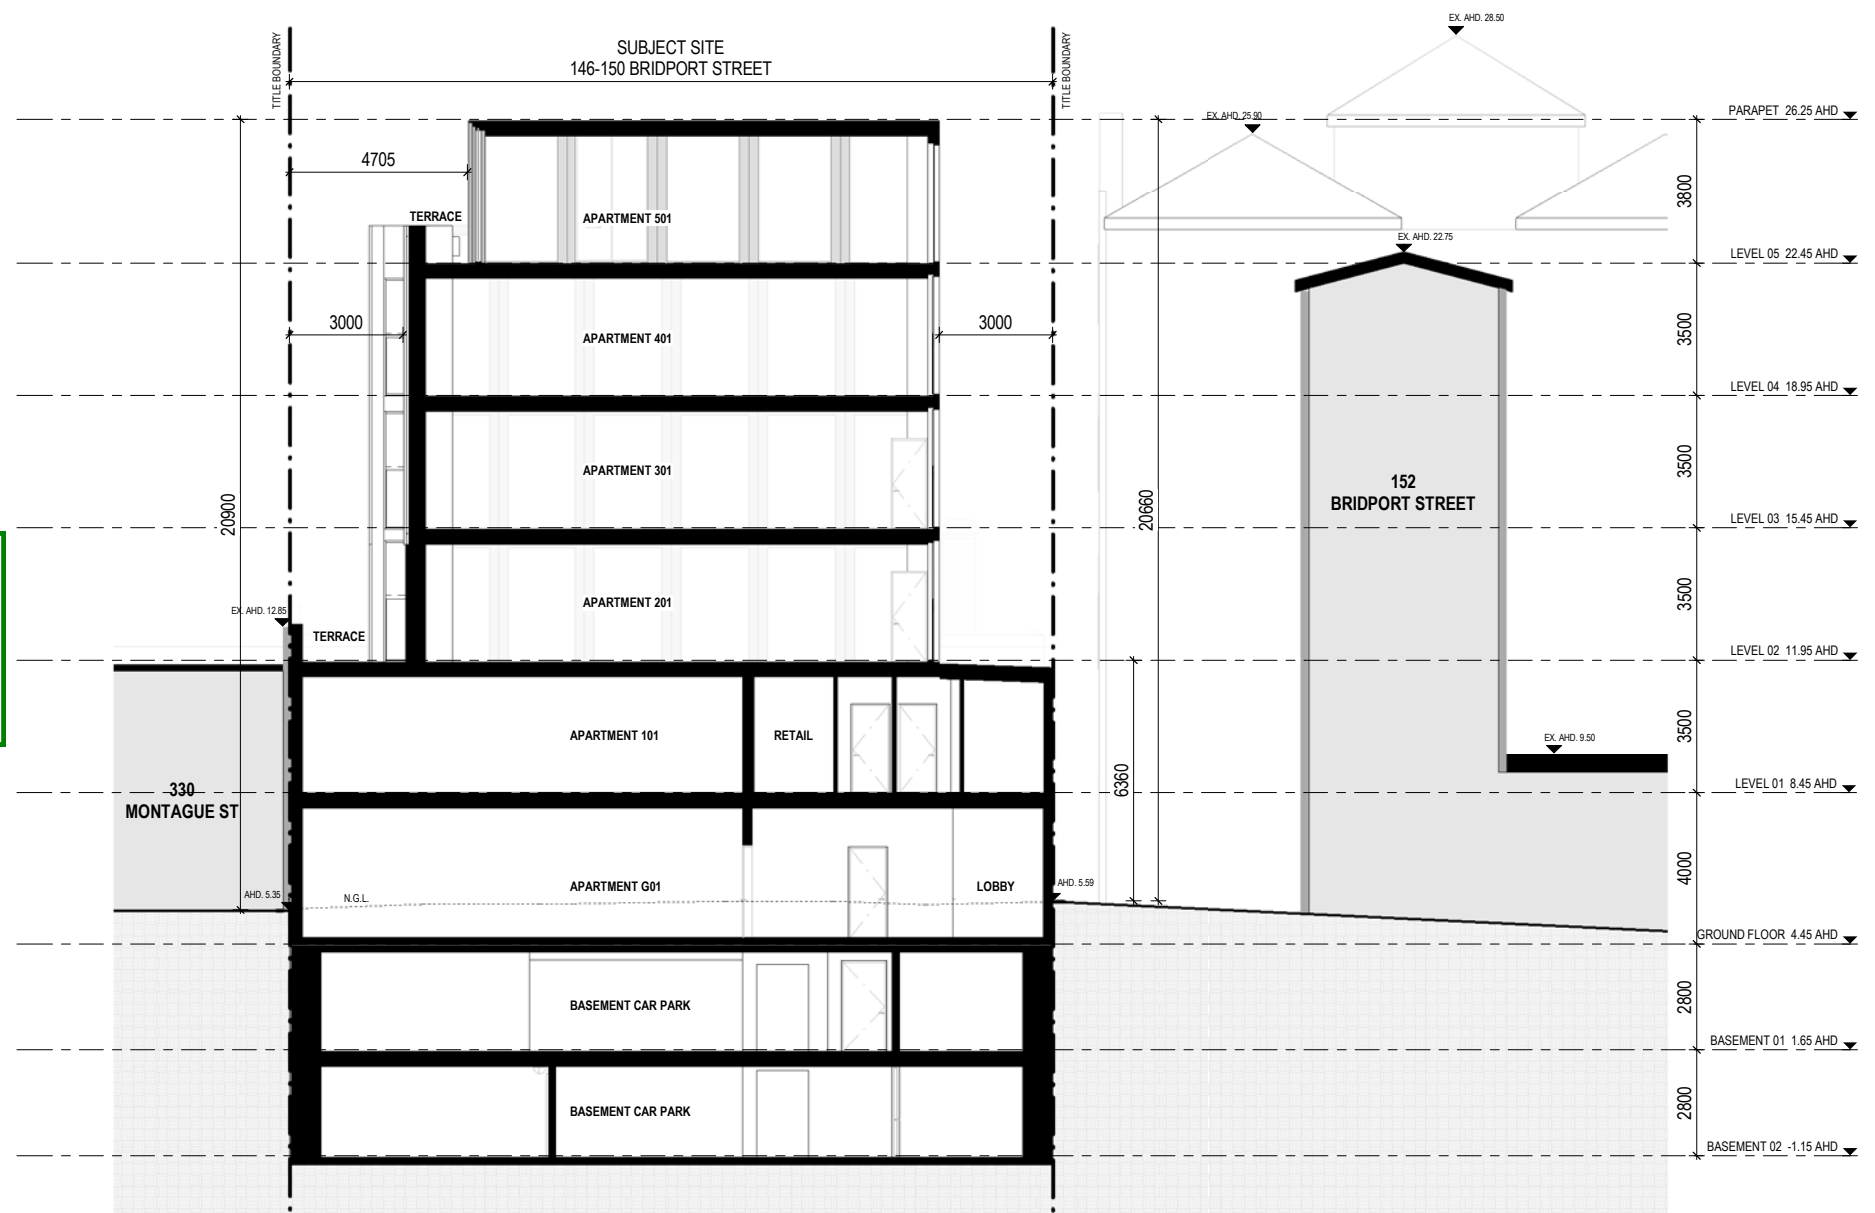 EX. AHD. 28.50
TITLE BOUNDARY
SUBJECT SITE
146-150 BRIDPORT STREET
TITLE BOUNDARY
PARAPET 26.25 AHD
EX. AHD. 25.90
4705
3800
TERRACE
APARTMENT 501
EX. AHD. 22.75
LEVEL 05 22.45 AHD
3000
APARTMENT 401
3000
3500
LEVEL 04 18.95 AHD
APARTMENT 301
3500
152
BRIDPORT STREET
20900
20660
LEVEL 03 15.45 AHD
APARTMENT 201
3500
EX. AHD. 12.85
TERRACE
LEVEL 02 11.95 AHD
APARTMENT 101
RETAIL
3500
EX. AHD. 9.50
6360
330
MONTAGUE ST
LEVEL 01 8.45 AHD
4000
APARTMENT G01
LOBBY
AHD. 5.35
N.G.L.
AHD. 5.59
GROUND FLOOR 4.45 AHD
BASEMENT CAR PARK
2800
BASEMENT 01 1.65 AHD
BASEMENT CAR PARK
2800
BASEMENT 02 -1.15 AHD